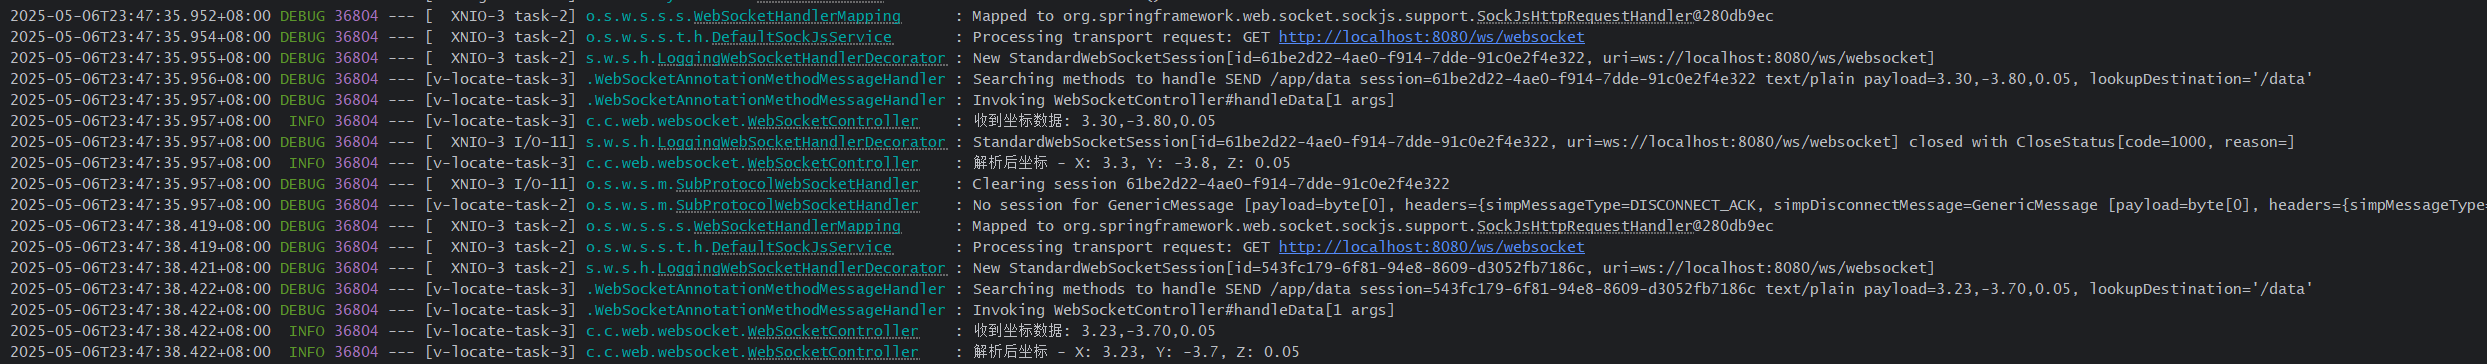 2025-05-06T23:47:35.952+08:00 DEBUG 36804 --- [  XNIO-3 task-2] o.s.w.s.s.s.WebSocketHandlerMapping      : Mapped to org.springframework.web.socket.sockjs.support.SockJsHttpRequestHandler@280db9ec
2025-05-06T23:47:35.954+08:00 DEBUG 36804 --- [  XNIO-3 task-2] o.s.w.s.s.t.h.DefaultSockJsService       : Processing transport request: GET http://localhost:8080/ws/websocket
2025-05-06T23:47:35.955+08:00 DEBUG 36804 --- [  XNIO-3 task-2] s.w.s.h.LoggingWebSocketHandlerDecorator : New StandardWebSocketSession[id=61be2d22-4ae0-f914-7dde-91c0e2f4e322, uri=ws://localhost:8080/ws/websocket]
2025-05-06T23:47:35.956+08:00 DEBUG 36804 --- [v-locate-task-3] .WebSocketAnnotationMethodMessageHandler : Searching methods to handle SEND /app/data session=61be2d22-4ae0-f914-7dde-91c0e2f4e322 text/plain payload=3.30,-3.80,0.05, lookupDestination='/data'
2025-05-06T23:47:35.957+08:00 DEBUG 36804 --- [v-locate-task-3] .WebSocketAnnotationMethodMessageHandler : Invoking WebSocketController#handleData[1 args]
2025-05-06T23:47:35.957+08:00  INFO 36804 --- [v-locate-task-3] c.c.web.websocket.WebSocketController    : 收到坐标数据: 3.30,-3.80,0.05
2025-05-06T23:47:35.957+08:00 DEBUG 36804 --- [ XNIO-3 I/O-11] s.w.s.h.LoggingWebSocketHandlerDecorator : StandardWebSocketSession[id=61be2d22-4ae0-f914-7dde-91c0e2f4e322, uri=ws://localhost:8080/ws/websocket] closed with CloseStatus[code=1000, reason=]
2025-05-06T23:47:35.957+08:00  INFO 36804 --- [v-locate-task-3] c.c.web.websocket.WebSocketController    : 解析后坐标 - X: 3.3, Y: -3.8, Z: 0.05
2025-05-06T23:47:35.957+08:00 DEBUG 36804 --- [ XNIO-3 I/O-11] o.s.w.s.m.SubProtocolWebSocketHandler    : Clearing session 61be2d22-4ae0-f914-7dde-91c0e2f4e322
2025-05-06T23:47:35.957+08:00 DEBUG 36804 --- [v-locate-task-3] o.s.w.s.m.SubProtocolWebSocketHandler    : No session for GenericMessage [payload=byte[0], headers={simpMessageType=DISCONNECT_ACK, simpDisconnectMessage=GenericMessage [payload=byte[0], headers={simpMessageType=
2025-05-06T23:47:38.419+08:00 DEBUG 36804 --- [  XNIO-3 task-2] o.s.w.s.s.s.WebSocketHandlerMapping      : Mapped to org.springframework.web.socket.sockjs.support.SockJsHttpRequestHandler@280db9ec
2025-05-06T23:47:38.419+08:00 DEBUG 36804 --- [  XNIO-3 task-2] o.s.w.s.s.t.h.DefaultSockJsService       : Processing transport request: GET http://localhost:8080/ws/websocket
2025-05-06T23:47:38.421+08:00 DEBUG 36804 --- [  XNIO-3 task-2] s.w.s.h.LoggingWebSocketHandlerDecorator : New StandardWebSocketSession[id=543fc179-6f81-94e8-8609-d3052fb7186c, uri=ws://localhost:8080/ws/websocket]
2025-05-06T23:47:38.422+08:00 DEBUG 36804 --- [v-locate-task-3] .WebSocketAnnotationMethodMessageHandler : Searching methods to handle SEND /app/data session=543fc179-6f81-94e8-8609-d3052fb7186c text/plain payload=3.23,-3.70,0.05, lookupDestination='/data'
2025-05-06T23:47:38.422+08:00 DEBUG 36804 --- [v-locate-task-3] .WebSocketAnnotationMethodMessageHandler : Invoking WebSocketController#handleData[1 args]
2025-05-06T23:47:38.422+08:00  INFO 36804 --- [v-locate-task-3] c.c.web.websocket.WebSocketController    : 收到坐标数据: 3.23,-3.70,0.05
2025-05-06T23:47:38.422+08:00  INFO 36804 --- [v-locate-task-3] c.c.web.websocket.WebSocketController    : 解析后坐标 - X: 3.23, Y: -3.7, Z: 0.05